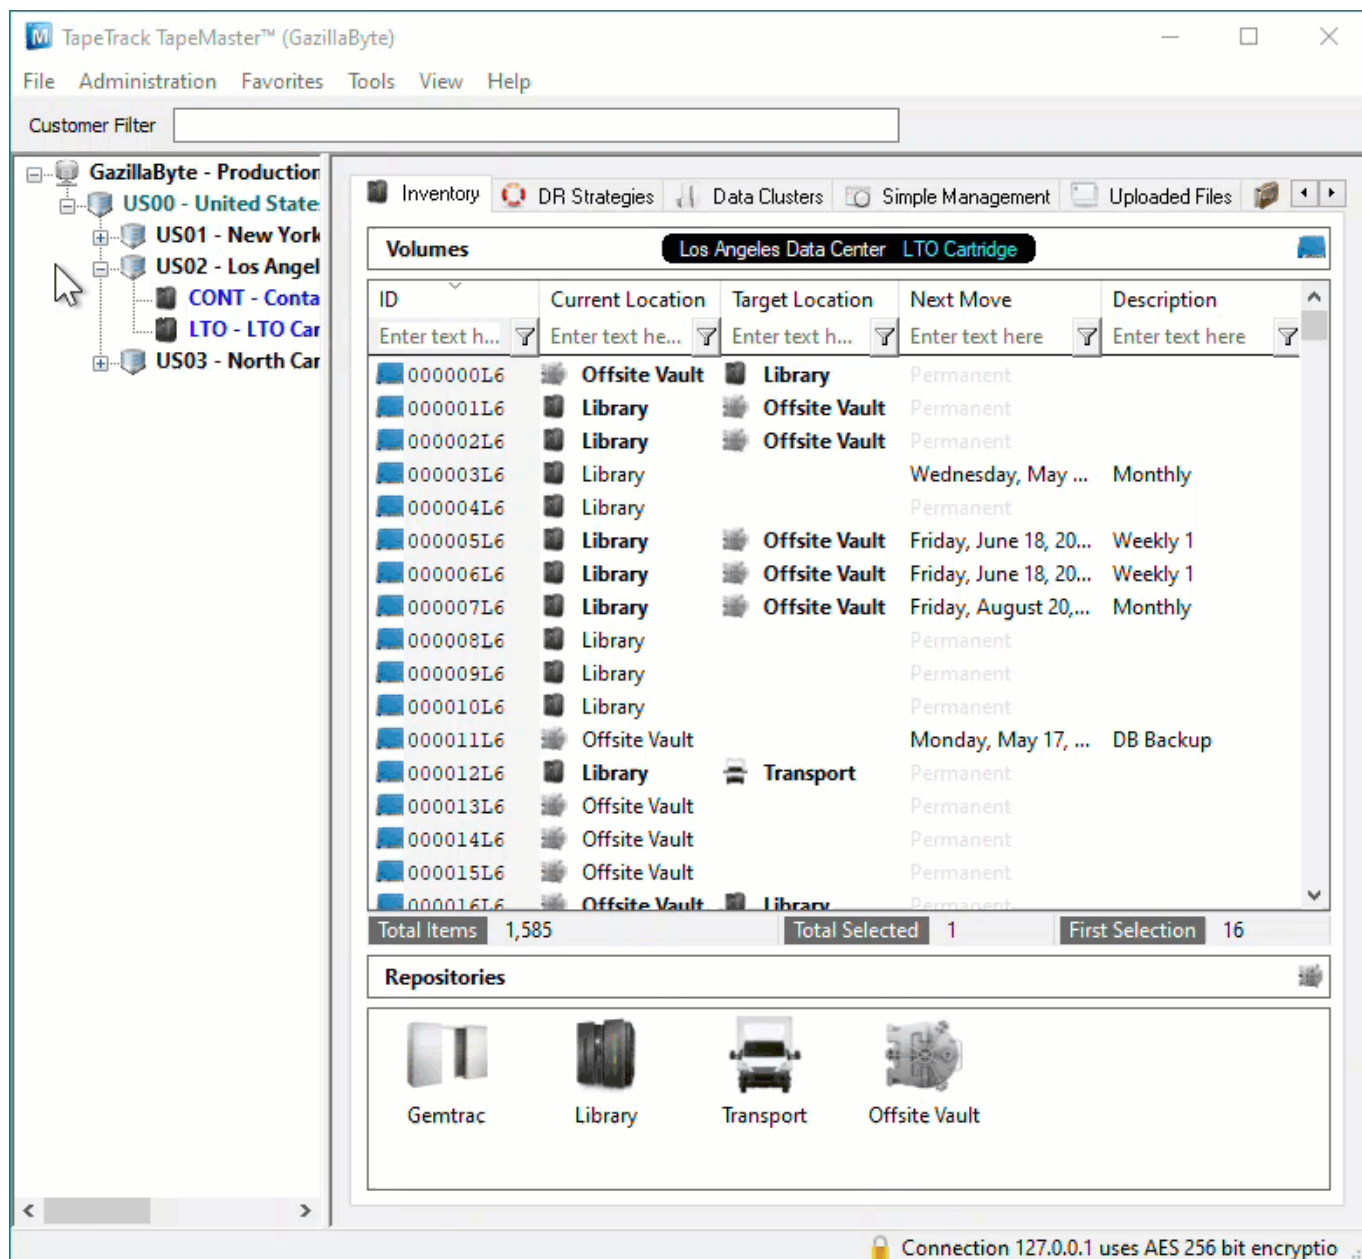 TapeTrack TapeMaster™ (GazillaByte)
File Administration Favorites Tools View Help
Customer Filter
GazillaByte - Production
US00 - United State
US01 - New York
US02 - Los Angel
CONT - Conta
LTO - LTO Car
US03 - North Car
Inventory DR Strategies Data Clusters Simple Management Uploaded Files
Volumes Los Angeles Data Center LTO Cartridge
ID Current Location Target Location Next Move Description
Enter text h... Enter text he... Enter text h... Enter text here Enter text here
000000L6 Offsite Vault Library Permanent
000001L6 Library Offsite Vault Permanent
000002L6 Library Offsite Vault Permanent
000003L6 Library Wednesday, May ... Monthly
000004L6 Library Permanent
000005L6 Library Offsite Vault Friday, June 18, 20... Weekly 1
000006L6 Library Offsite Vault Friday, June 18, 20... Weekly 1
000007L6 Library Offsite Vault Friday, August 20,... Monthly
000008L6 Library Permanent
000009L6 Library Permanent
000010L6 Library Permanent
000011L6 Offsite Vault Monday, May 17, ... DB Backup
000012L6 Library Transport Permanent
000013L6 Offsite Vault Permanent
000014L6 Offsite Vault Permanent
000015L6 Offsite Vault Permanent
000016L6 Offsite Vault Library Permanent
Total Items 1,585 Total Selected 1 First Selection 16
Repositories
Gemtrac Library Transport Offsite Vault
Connection 127.0.0.1 uses AES 256 bit encryptio